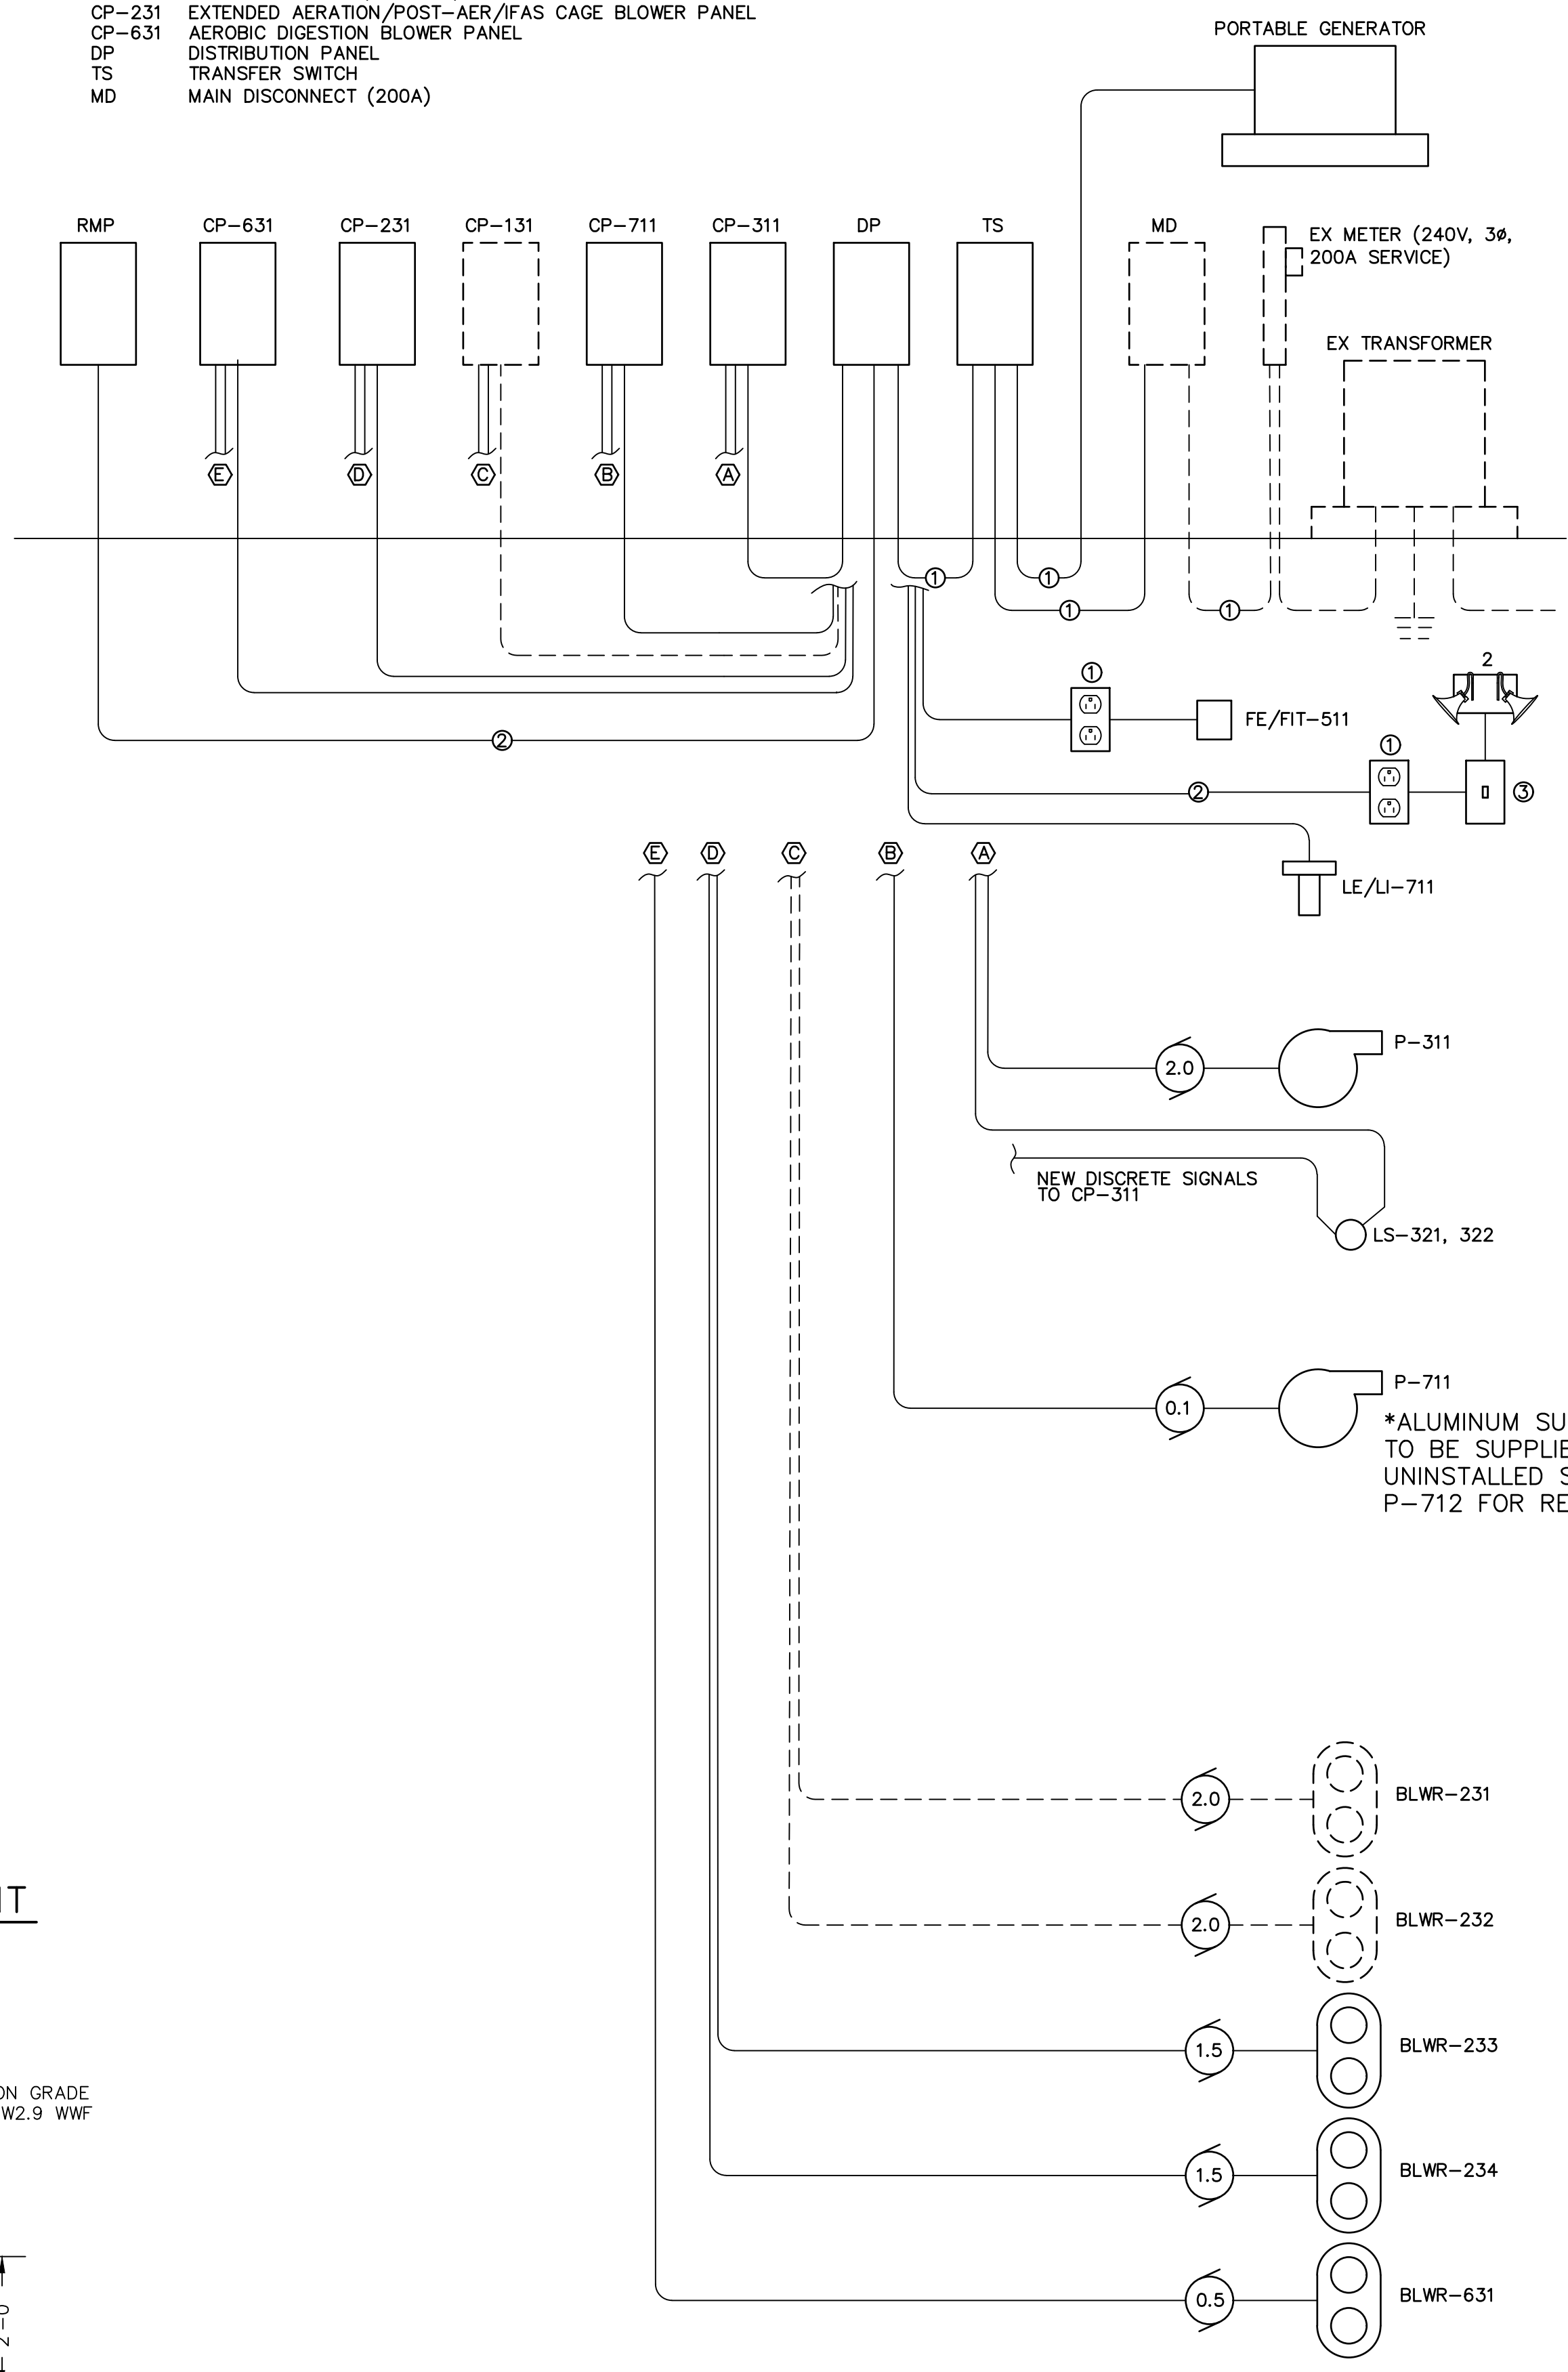 CP-231 EXTENDED AERATION/POST-AER/IFAS CAGE BLOWER PANEL
CP-631 AEROBIC DIGESTION BLOWER PANEL
DP DISTRIBUTION PANEL
TS TRANSFER SWITCH
MD MAIN DISCONNECT (200A)
PORTABLE GENERATOR
RMP
CP-631
CP-231
CP-131
CP-711
CP-311
DP
TS
MD
EX METER (240V, 3ø,
200A SERVICE)
EX TRANSFORMER
E
D
C
B
A
1
1
1
1
2
1
FE/FIT-511
2
1
2
3
LE/LI-711
E
D
C
B
A
2.0
P-311
NEW DISCRETE SIGNALS
TO CP-311
LS-321, 322
0.1
P-711
*ALUMINUM SU
TO BE SUPPLIE
UNINSTALLED S
P-712 FOR RE
2.0
BLWR-231
2.0
BLWR-232
1.5
BLWR-233
1.5
BLWR-234
0.5
BLWR-631
IT
ON GRADE
W2.9 WWF